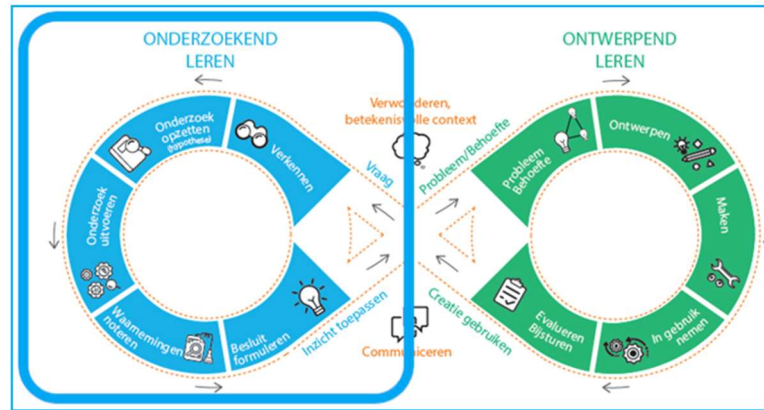 ONDERZOEKEND
LEREN
ONTWERPEND
LEREN
Verwonderen,
betekenisvolle context
Vraag
Probleem/Behoefte
Verkennen
Onderzoek
opzetten
(hypothese)
Onderzoek
uitvoeren
Waarnemingen
noteren
Besluit
formuleren
Inzicht toepassen
Communiceren
Creatie gebruiken
Probleem
Behoefte
Ontwerpen
Maken
In gebruik
nemen
Evalueren
Bijsturen